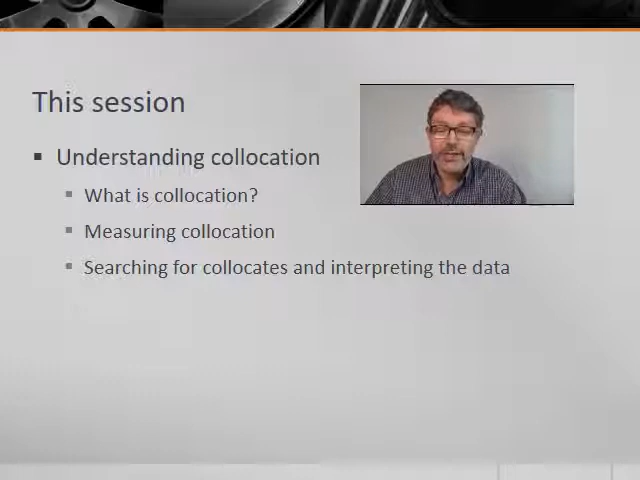 This session
Understanding collocation
What is collocation?
Measuring collocation
Searching for collocates and interpreting the data